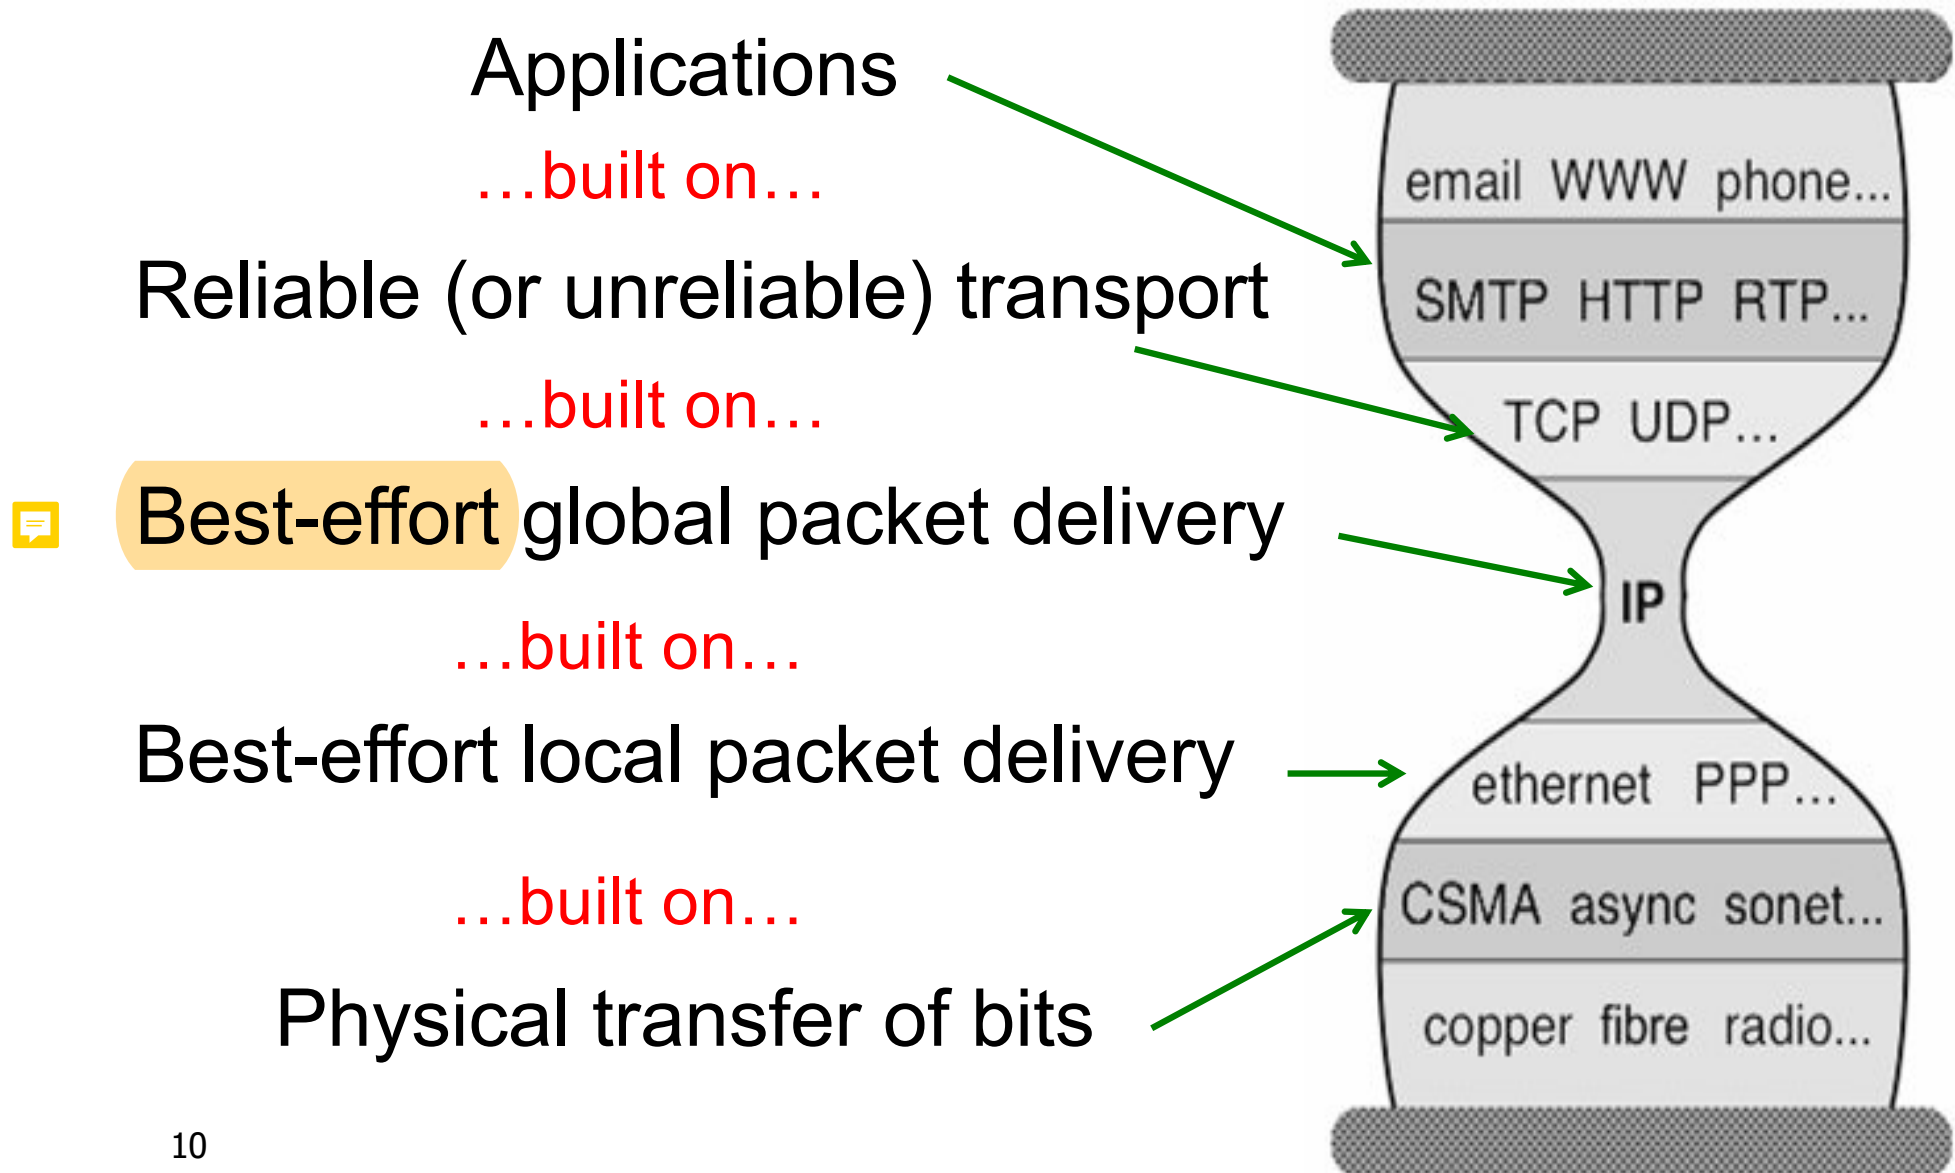 Applications
…built on…
Reliable (or unreliable) transport
…built on…
Best-effort global packet delivery
…built on…
Best-effort local packet delivery
…built on…
Physical transfer of bits
10
email WWW phone...
SMTP HTTP RTP...
TCP UDP...
IP
ethernet PPP...
CSMA async sonet...
copper fibre radio...